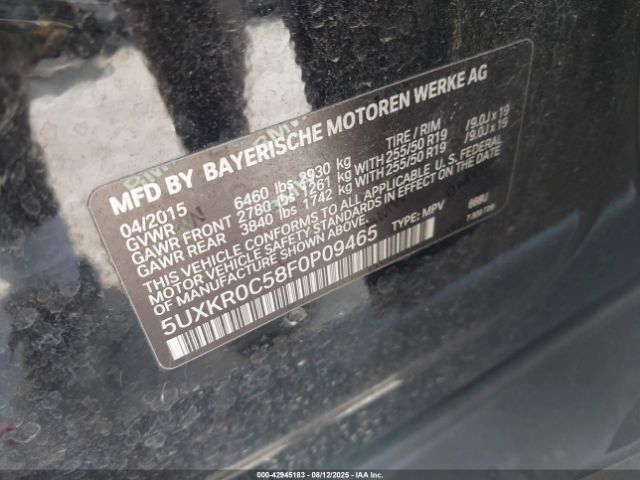 MFD BY BAYERISCHE MOTOREN WERKE AG
04/2015 TIRE / RIM
GVWR 6460 lbs 2930 kg
GAWR FRONT 2780 lbs 1261 kg WITH 255/50 R19 /9.0J x 19
GAWR REAR 3840 lbs 1742 kg WITH 255/50 R19 /9.0J x 19
THIS VEHICLE CONFORMS TO ALL APPLICABLE U. S. FEDERAL
MOTOR VEHICLE SAFETY STANDARDS IN EFFECT ON THE DATE
OF MANUFACTURE SHOWN ABOVE.
5UXKR0C58F0P09465 TYPE: MPV 668U
000-42945183 - 08/12/2025 - IAA Inc.